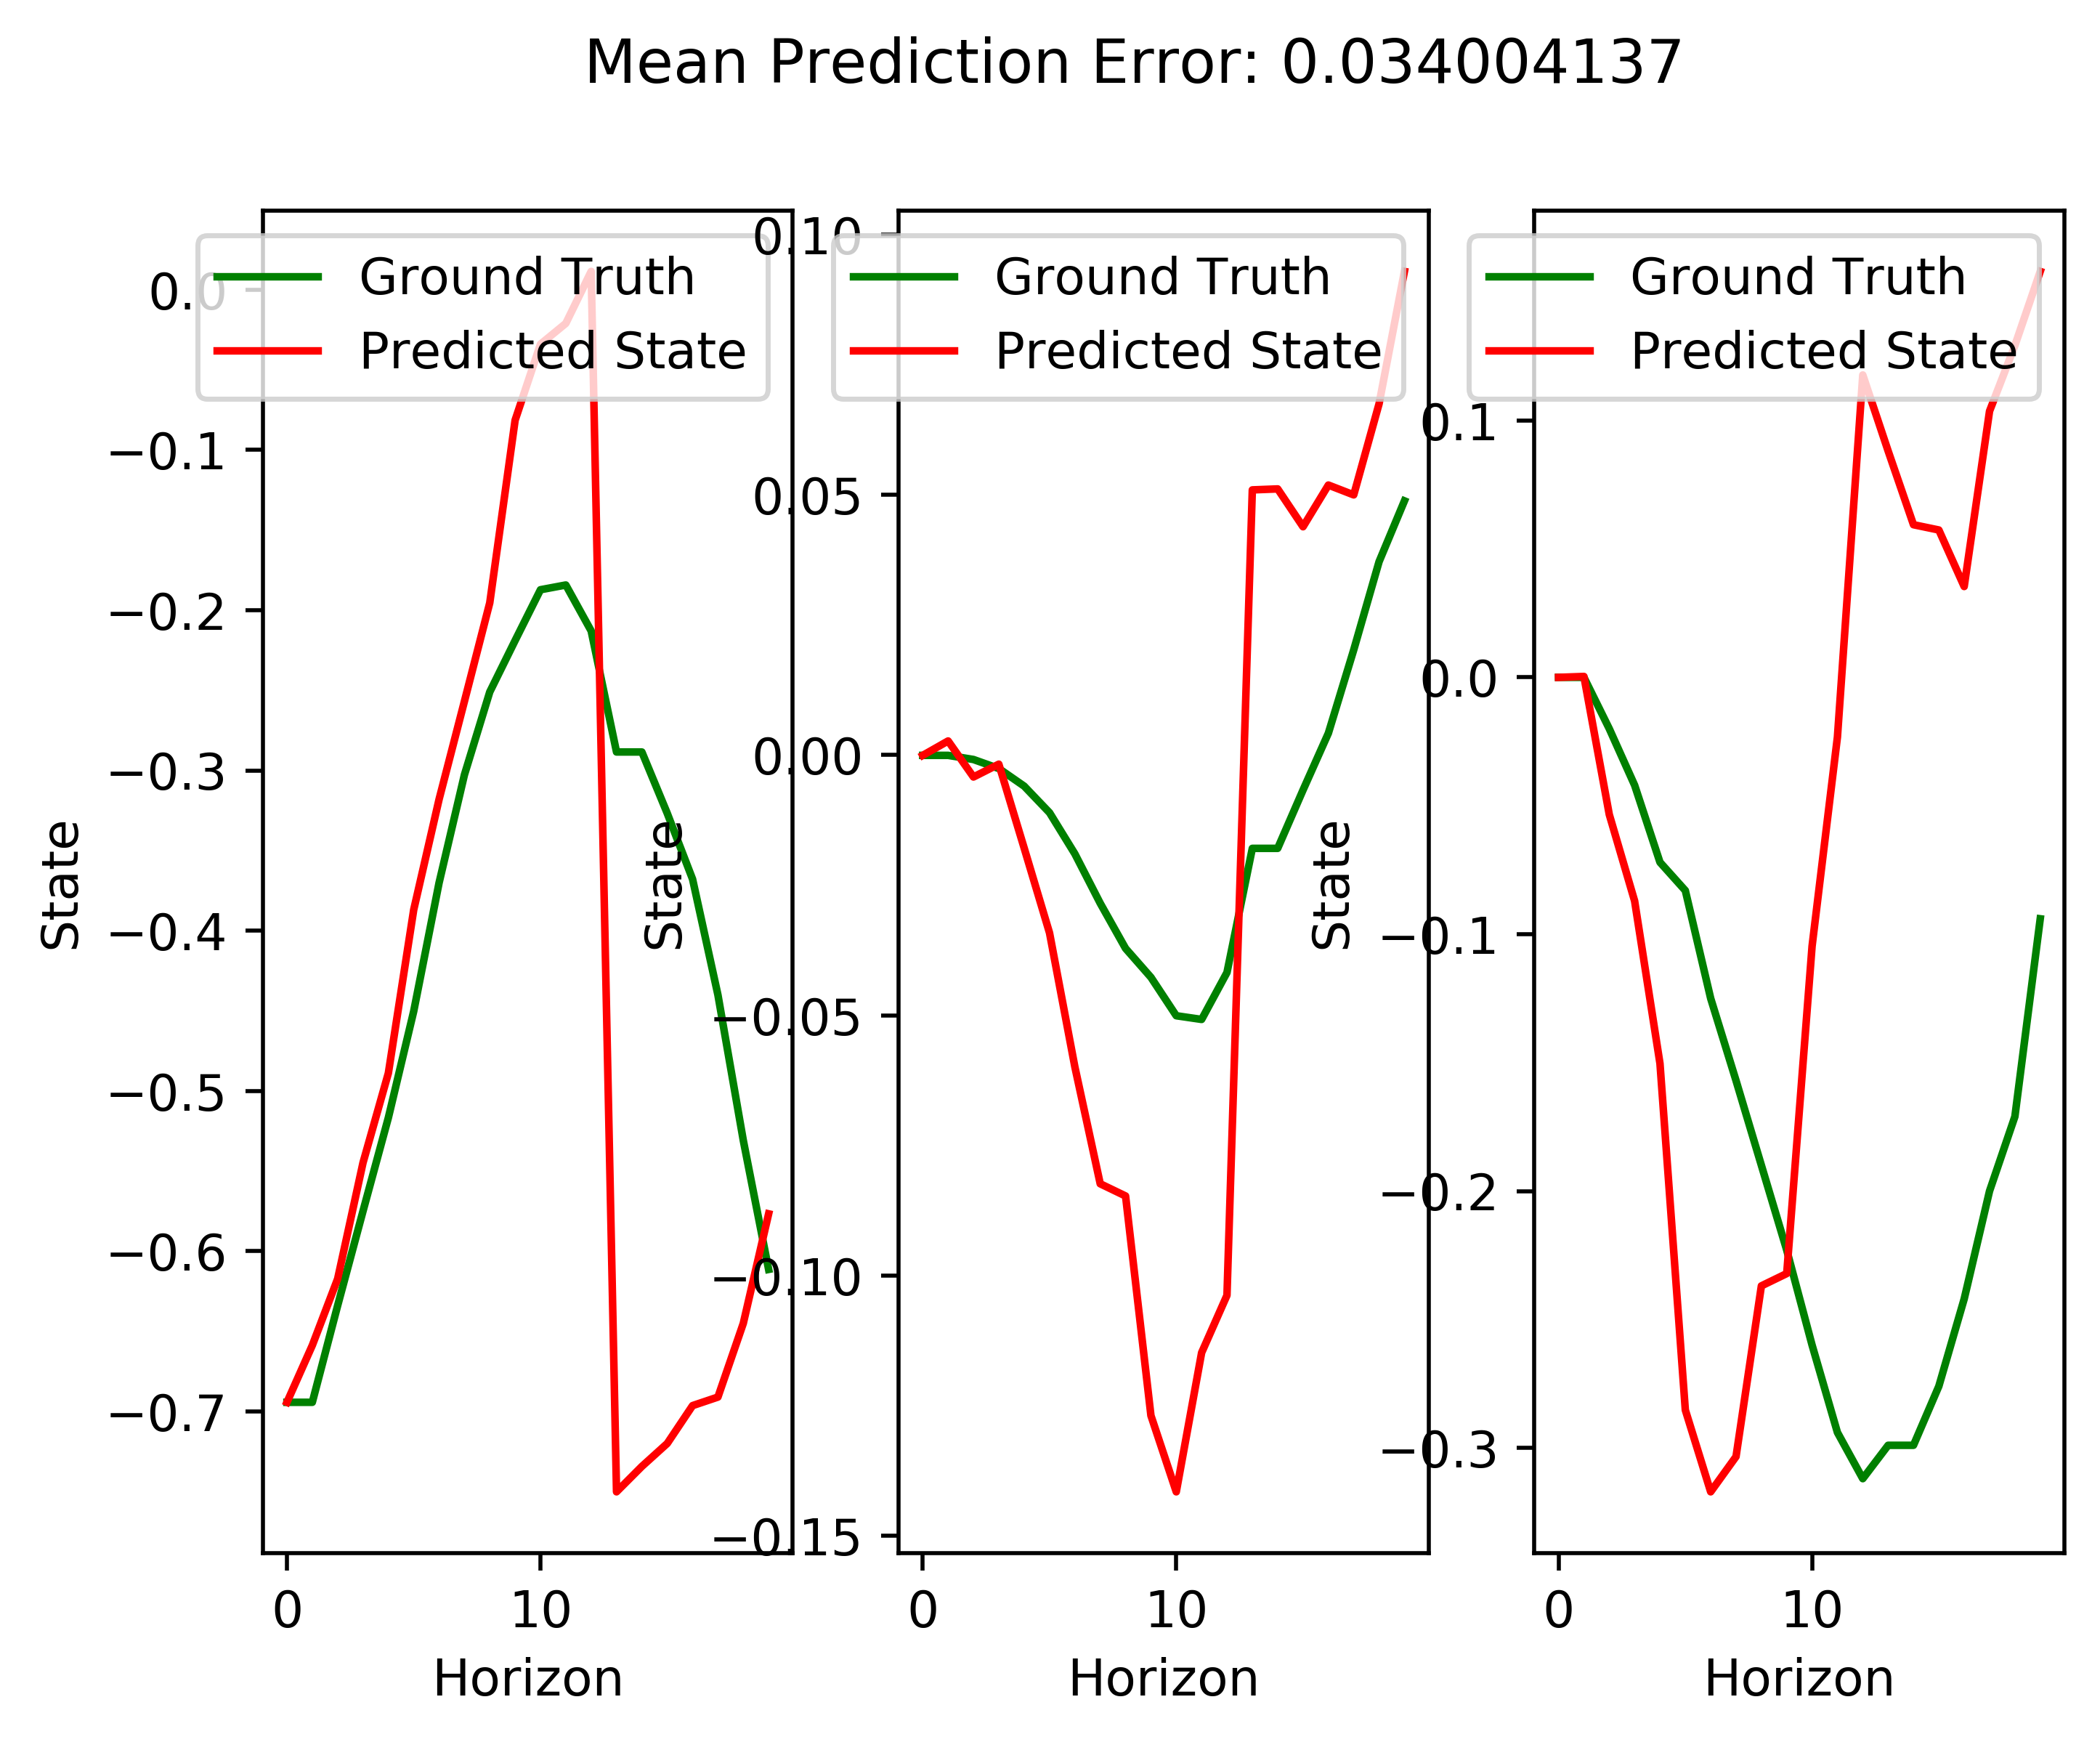 Mean Prediction Error: 0.034004137
Ground Truth
Predicted State
0.0
−0.1
−0.2
−0.3
−0.4
−0.5
−0.6
−0.7
State
0
10
Horizon
Ground Truth
Predicted State
0.10
0.05
0.00
−0.05
−0.10
−0.15
State
0
10
Horizon
Ground Truth
Predicted State
0.1
0.0
−0.1
−0.2
−0.3
State
0
10
Horizon